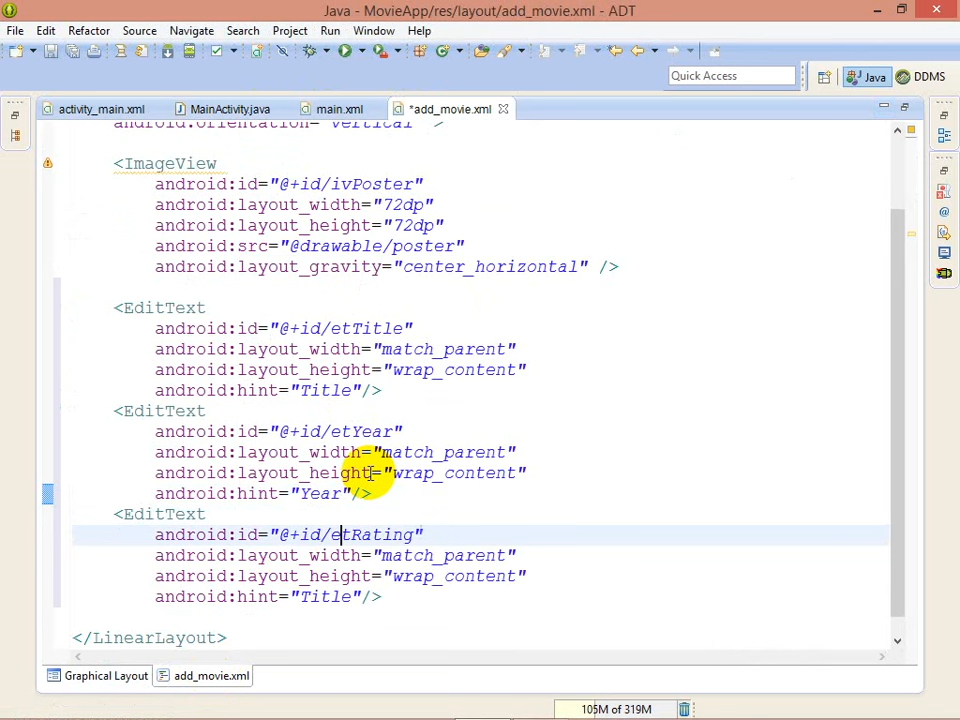 Java - MovieApp/res/layout/add_movie.xml - ADT
File Edit Refactor Source Navigate Search Project Run Window Help
Quick Access Java DDMS
activity_main.xml MainActivity.java main.xml *add_movie.xml
android:orientation="vertical" >
<ImageView
android:id="@+id/ivPoster"
android:layout_width="72dp"
android:layout_height="72dp"
android:src="@drawable/poster"
android:layout_gravity="center_horizontal" />
<EditText
android:id="@+id/etTitle"
android:layout_width="match_parent"
android:layout_height="wrap_content"
android:hint="Title"/>
<EditText
android:id="@+id/etYear"
android:layout_width="match_parent"
android:layout_height="wrap_content"
android:hint="Year"/>
<EditText
android:id="@+id/etRating"
android:layout_width="match_parent"
android:layout_height="wrap_content"
android:hint="Title"/>
</LinearLayout>
Graphical Layout add_movie.xml
105M of 319M